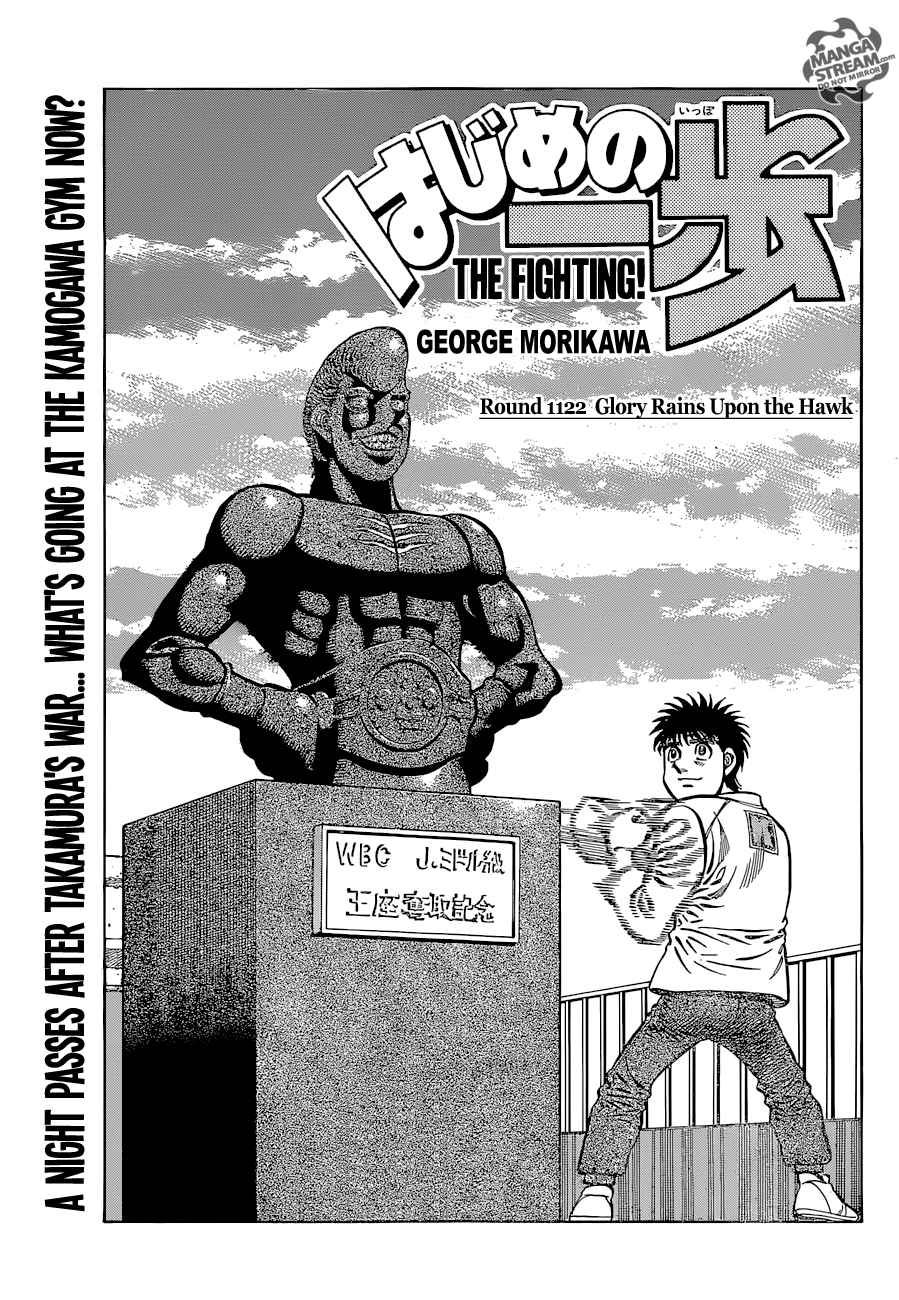 MANGA
STREAM.com
DO NOT MIRROR
いっぽ
はじめの一歩
THE FIGHTING!
GEORGE MORIKAWA
Round 1122 Glory Rains Upon the Hawk
A NIGHT PASSES AFTER TAKAMURA'S WAR... WHAT'S GOING AT THE KAMOGAWA GYM NOW?
WBC J.ミドル級
王座奪取記念